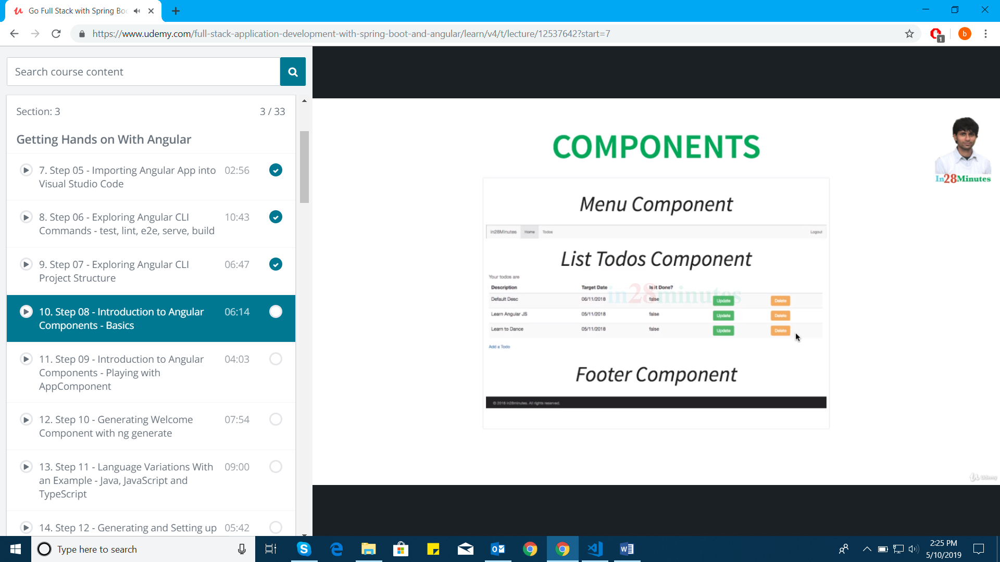 Go Full Stack with Spring Boo
https://www.udemy.com/full-stack-application-development-with-spring-boot-and-angular/learn/v4/t/lecture/12537642?start=7
1
b
Search course content
Section: 3
3 / 33
Getting Hands on With Angular
7. Step 05 - Importing Angular App into 02:56
Visual Studio Code
8. Step 06 - Exploring Angular CLI 10:43
Commands - test, lint, e2e, serve, build
9. Step 07 - Exploring Angular CLI 06:47
Project Structure
10. Step 08 - Introduction to Angular 06:14
Components - Basics
11. Step 09 - Introduction to Angular 04:03
Components - Playing with
AppComponent
12. Step 10 - Generating Welcome 07:54
Component with ng generate
13. Step 11 - Language Variations With 09:00
an Example - Java, JavaScript and
TypeScript
14. Step 12 - Generating and Setting up 05:42
COMPONENTS
In28Minutes
Menu Component
in28Minutes Home Todos Logout
List Todos Component
Your todos are
Description Target Date Is it Done?
in28minutes
Default Desc 06/11/2018 false Update Delete
Learn Angular JS 05/11/2018 false Update Delete
Learn to Dance 05/11/2018 false Update Delete
Add a Todo
Footer Component
© 2018 in28minutes. All rights reserved.
Udemy
Type here to search
2:25 PM
5/10/2019